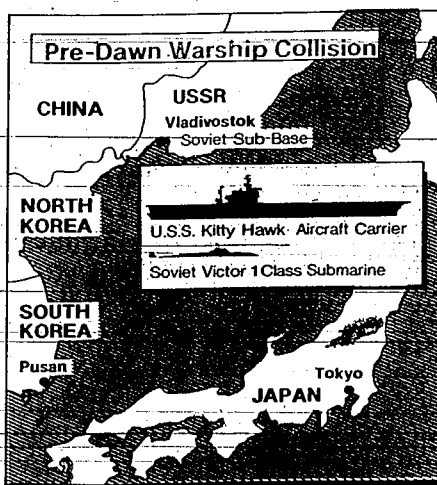 Pre-Dawn Warship Collision
CHINA
USSR
Vladivostok
Soviet Sub Base
NORTH
KOREA
U.S.S. Kitty Hawk Aircraft Carrier
Soviet Victor 1 Class Submarine
SOUTH
KOREA
Pusan
Tokyo
JAPAN